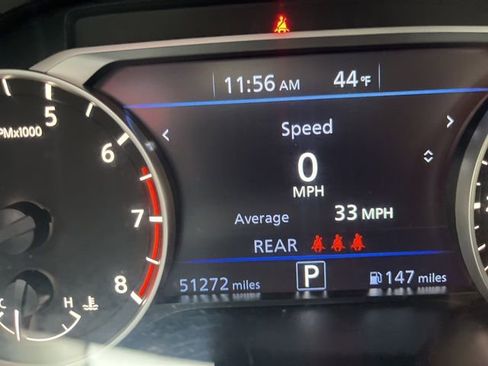 11:56 AM 44°F
Speed
0
MPH
Average 33 MPH
REAR
51272 miles P 147 miles
5
PMx1000
6
7
8
C H